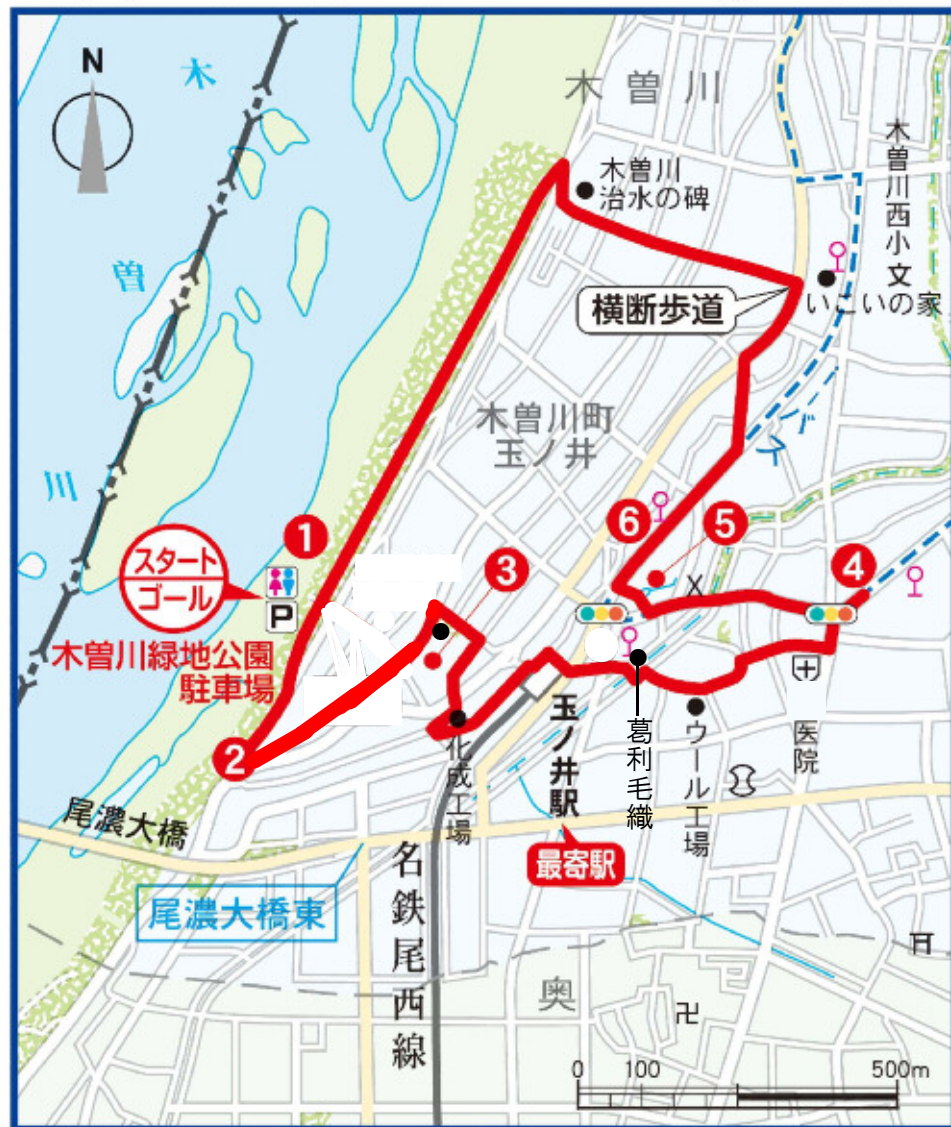 N
木曽川
木曽川
木曽川
治水の碑
木曽川西小
文
いこいの家
横断歩道
バス
木曽川町
玉ノ井
1
スタート
ゴール
P
木曽川緑地公園
駐車場
2
3
4
5
6
X
化成工場
玉ノ井駅
最寄駅
葛利毛織
ウール工場
医院
尾濃大橋
尾濃大橋東
名鉄尾西線
奥
卍
0 100 500m